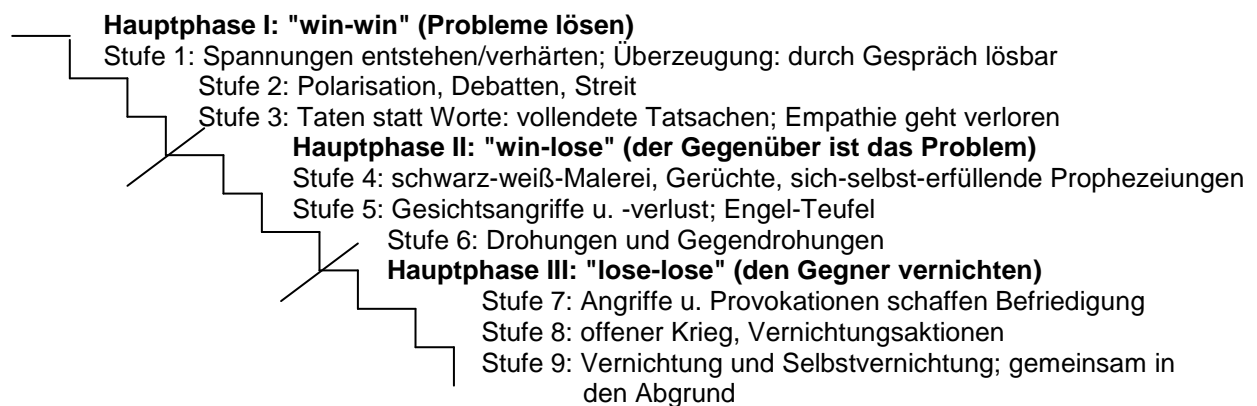 Hauptphase I: "win-win" (Probleme lösen)
Stufe 1: Spannungen entstehen/verhärten; Überzeugung: durch Gespräch lösbar
Stufe 2: Polarisation, Debatten, Streit
Stufe 3: Taten statt Worte: vollendete Tatsachen; Empathie geht verloren
Hauptphase II: "win-lose" (der Gegenüber ist das Problem)
Stufe 4: schwarz-weiß-Malerei, Gerüchte, sich-selbst-erfüllende Prophezeiungen
Stufe 5: Gesichtsangriffe u. -verlust; Engel-Teufel
Stufe 6: Drohungen und Gegendrohungen
Hauptphase III: "lose-lose" (den Gegner vernichten)
Stufe 7: Angriffe u. Provokationen schaffen Befriedigung
Stufe 8: offener Krieg, Vernichtungsaktionen
Stufe 9: Vernichtung und Selbstvernichtung; gemeinsam in
den Abgrund